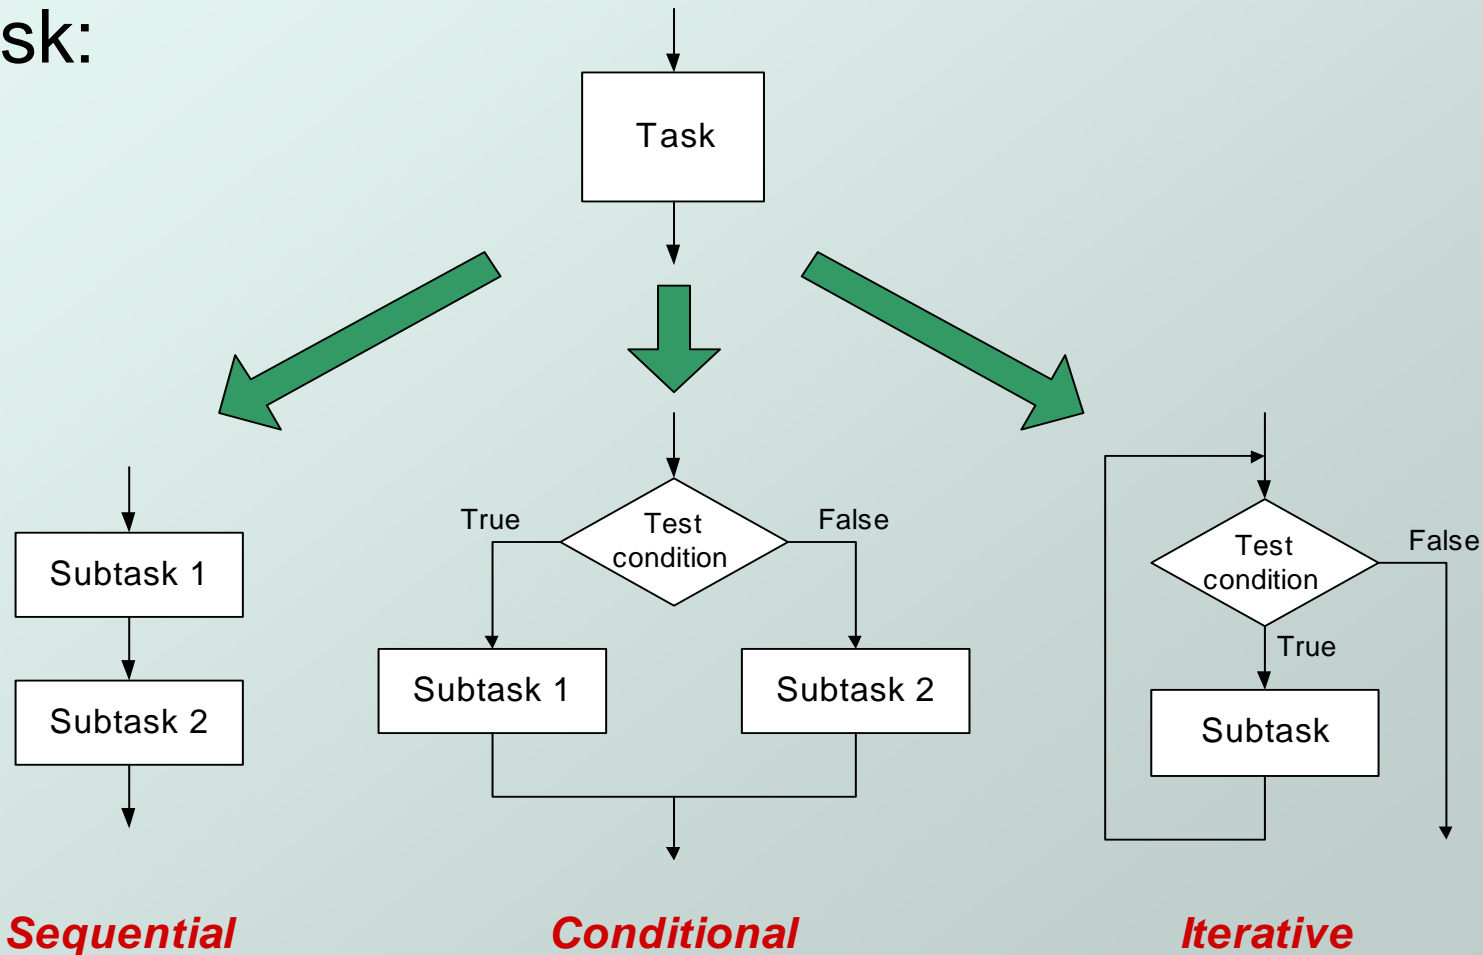 sk:
Task
Subtask 1
Subtask 2
Sequential
True
Test
condition
False
Subtask 1
Subtask 2
Conditional
Test
condition
False
True
Subtask
Iterative